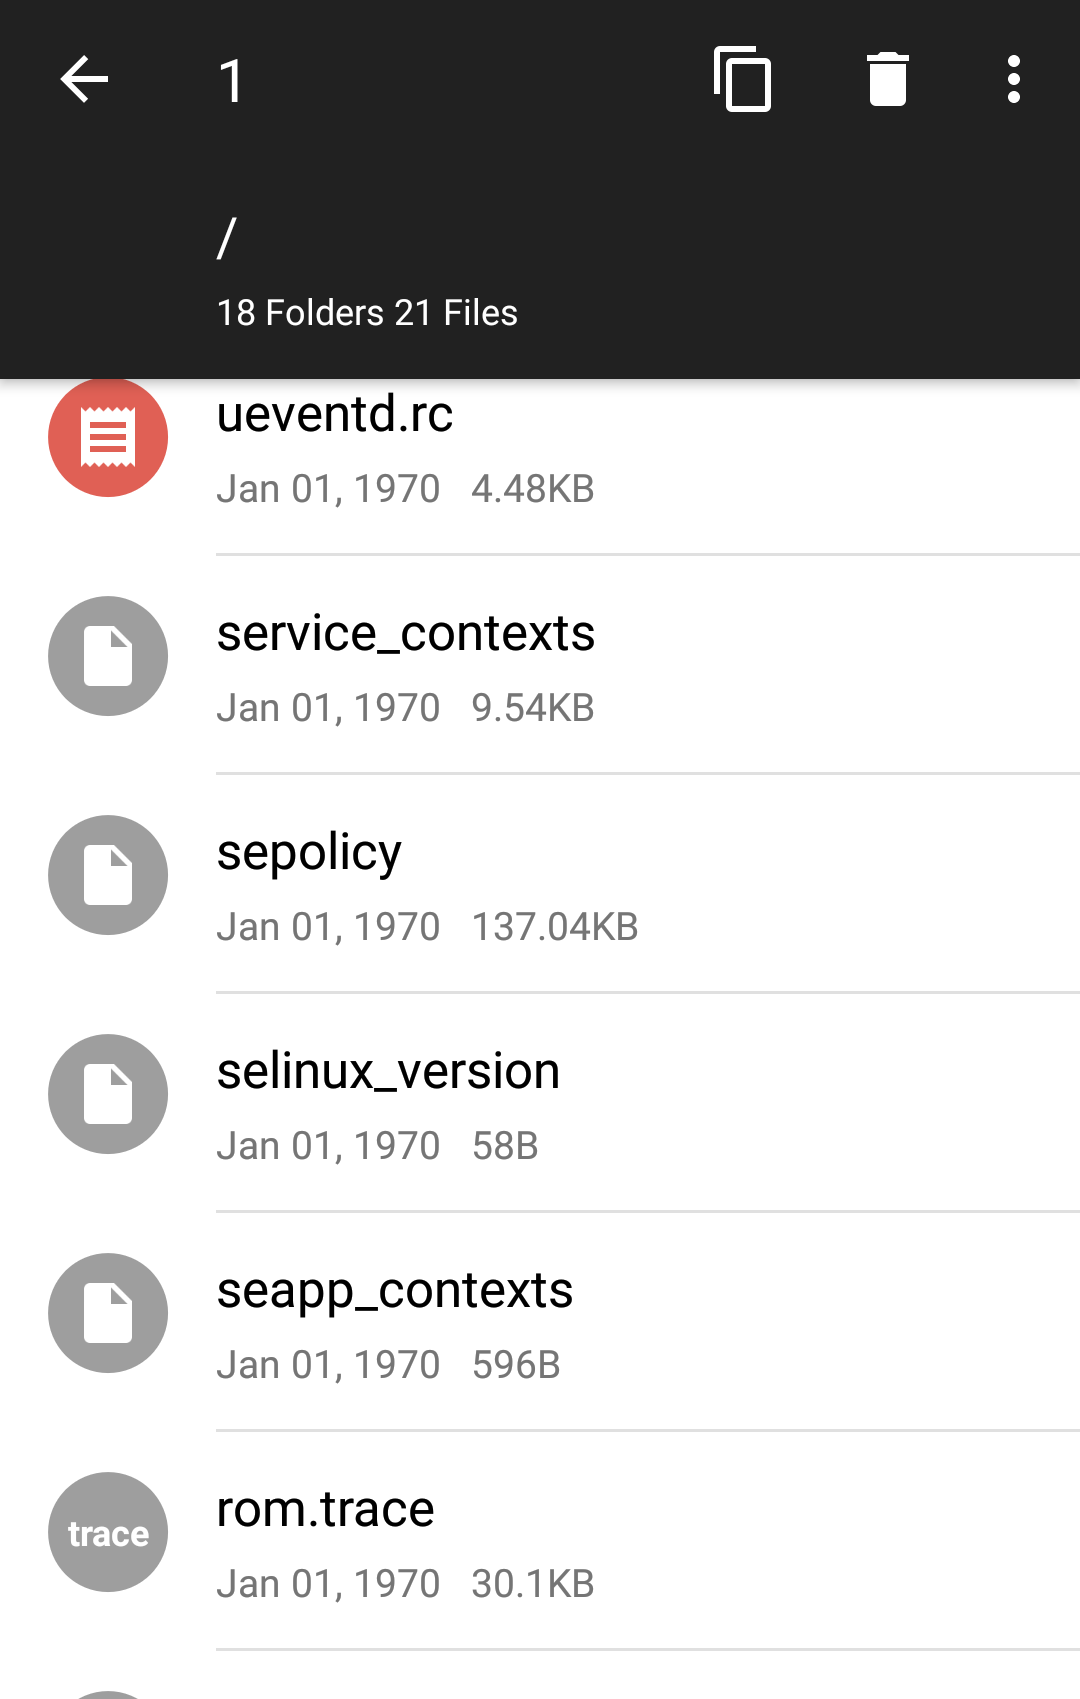 1
/
18 Folders 21 Files
ueventd.rc
Jan 01, 1970 4.48KB
service_contexts
Jan 01, 1970 9.54KB
sepolicy
Jan 01, 1970 137.04KB
selinux_version
Jan 01, 1970 58B
seapp_contexts
Jan 01, 1970 596B
trace
rom.trace
Jan 01, 1970 30.1KB